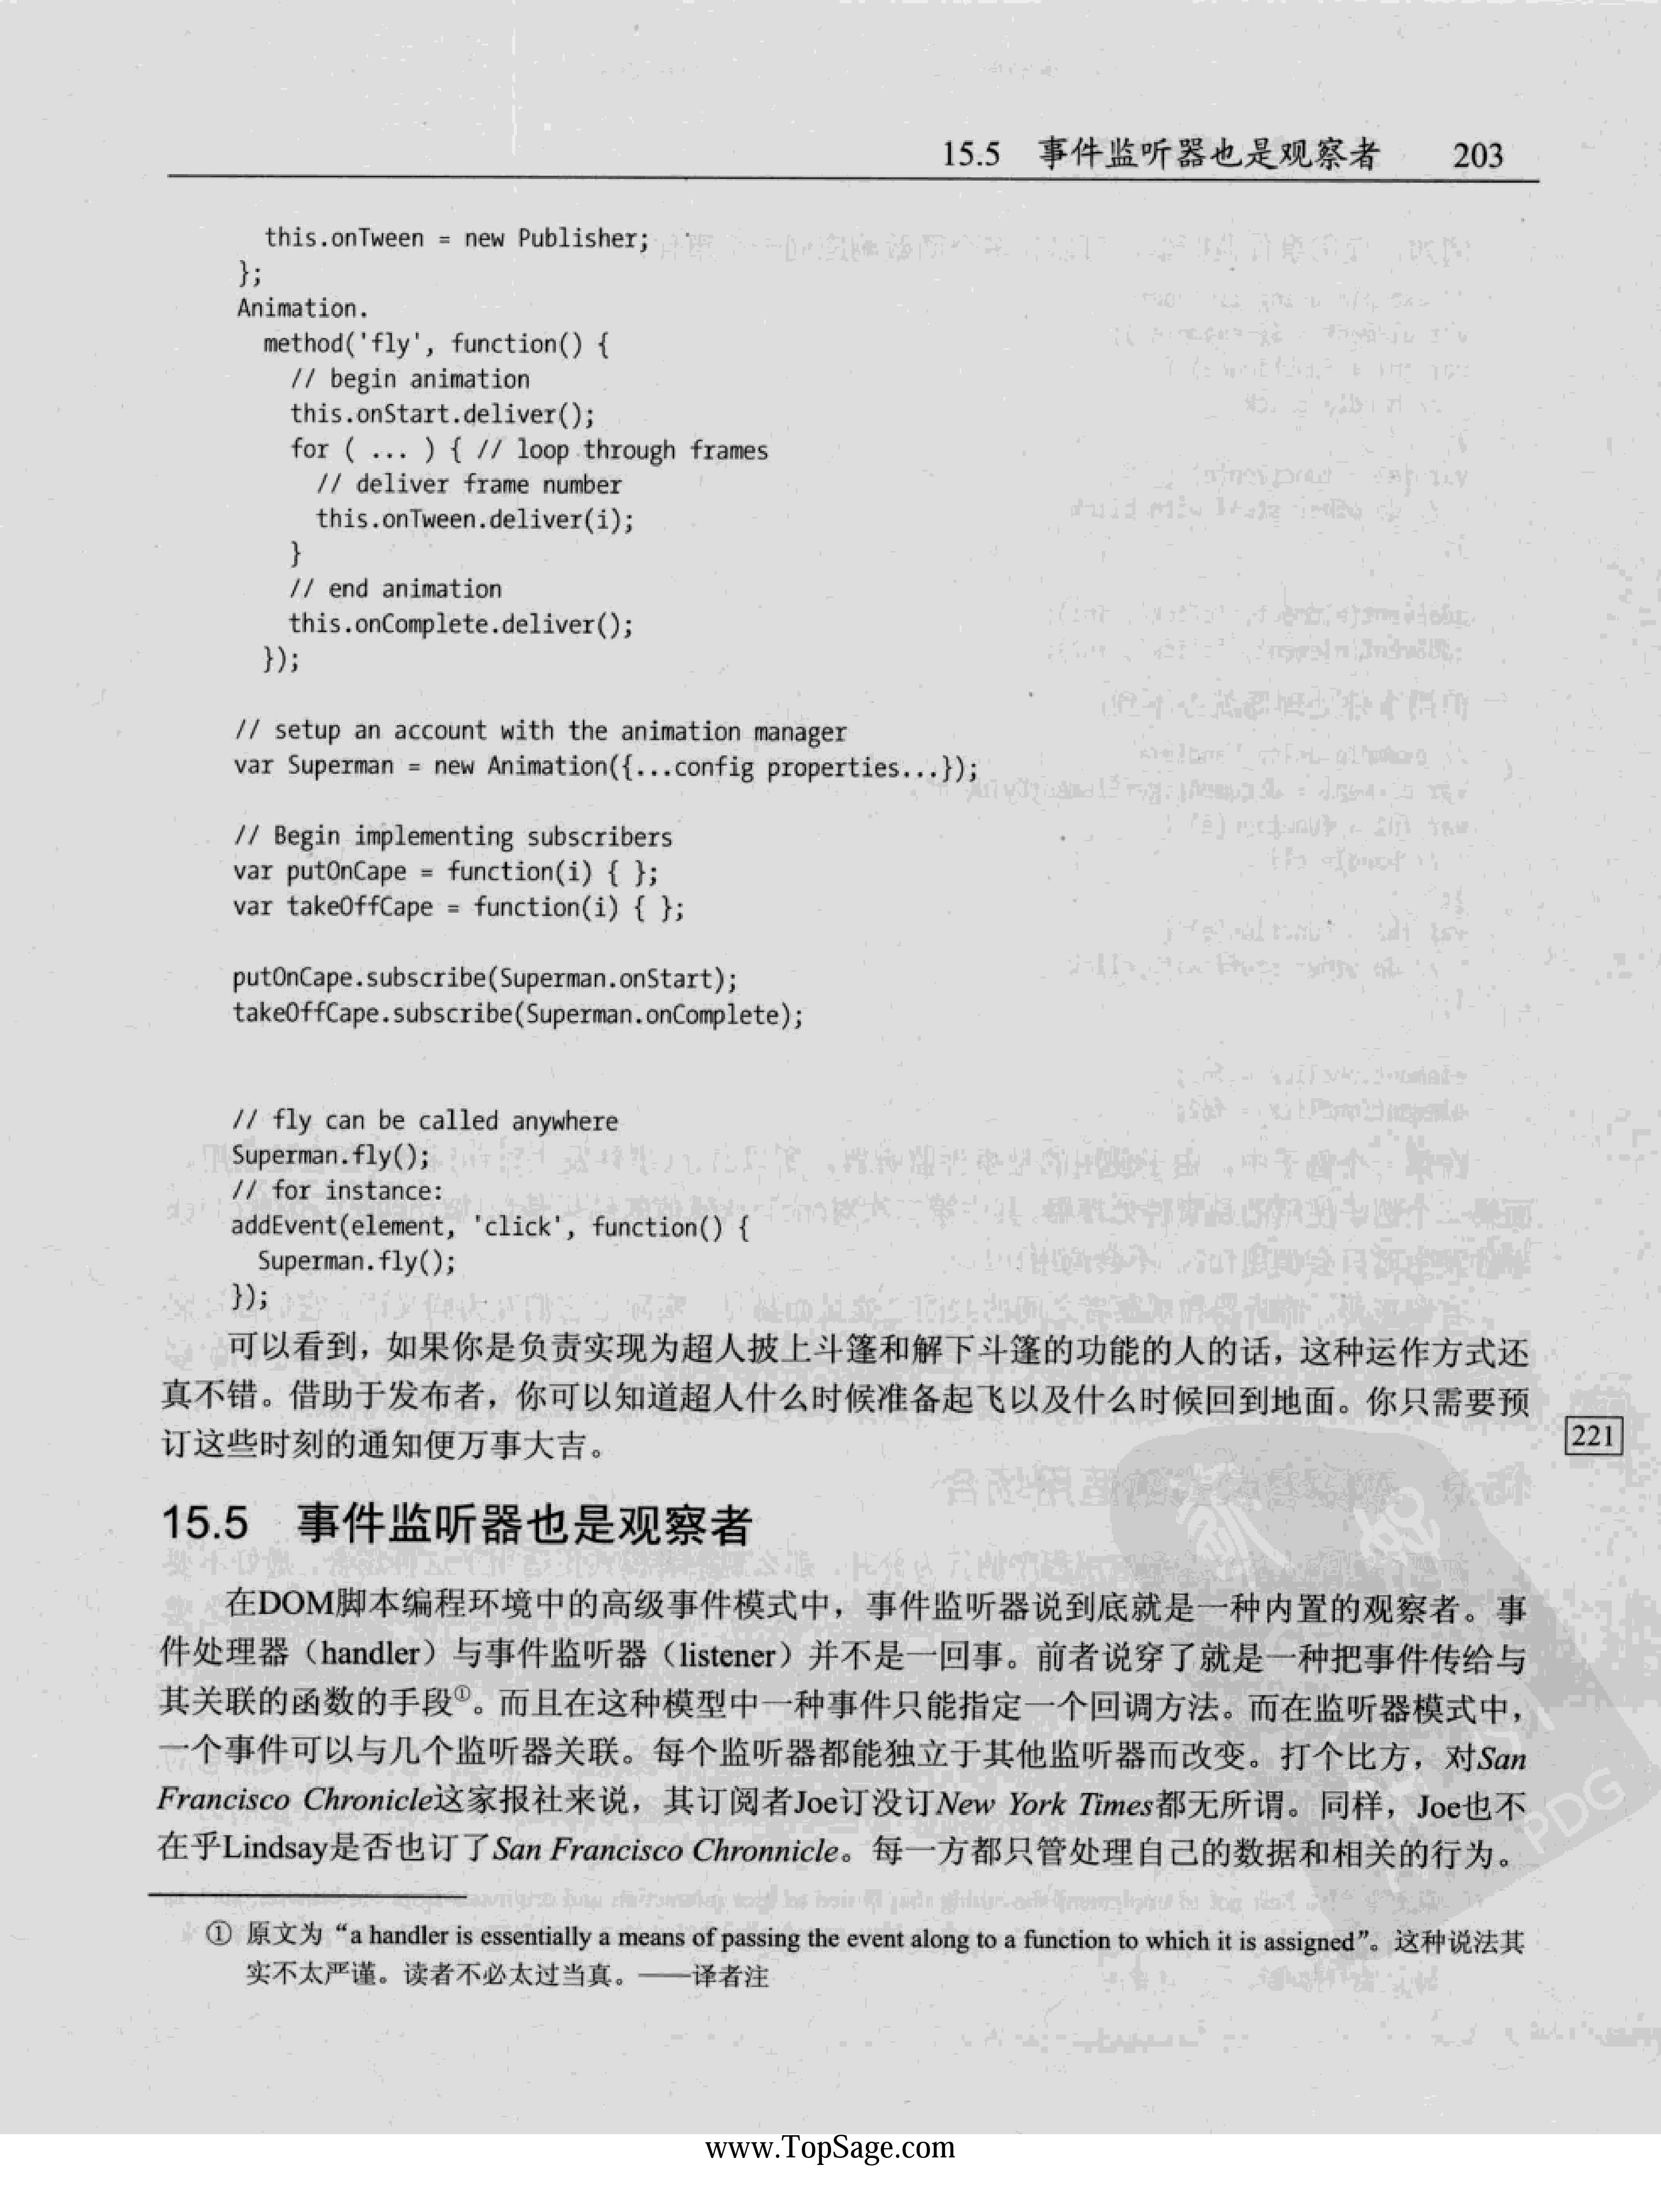 15.5 事件监听器也是观察者 203
this.onTween = new Publisher;
};
Animation.
method('fly', function() {
// begin animation
this.onStart.deliver();
for ( ... ) { // loop through frames
// deliver frame number
this.onTween.deliver(i);
}
// end animation
this.onComplete.deliver();
});
// setup an account with the animation manager
var Superman = new Animation({...config properties...});
// Begin implementing subscribers
var putOnCape = function(i) { };
var takeOffCape = function(i) { };
putOnCape.subscribe(Superman.onStart);
takeOffCape.subscribe(Superman.onComplete);
// fly can be called anywhere
Superman.fly();
// for instance:
addEvent(element, 'click', function() {
Superman.fly();
});
可以看到，如果你是负责实现为超人披上斗篷和解下斗篷的功能的人的话，这种运作方式还
真不错。借助于发布者，你可以知道超人什么时候准备起飞以及什么时候回到地面。你只需要预
订这些时刻的通知便万事大吉。
221
15.5 事件监听器也是观察者
在DOM脚本编程环境中的高级事件模式中，事件监听器说到底就是一种内置的观察者。事
件处理器（handler）与事件监听器（listener）并不是一回事。前者说穿了就是一种把事件传给与
其关联的函数的手段①。而且在这种模型中一种事件只能指定一个回调方法。而在监听器模式中，
一个事件可以与几个监听器关联。每个监听器都能独立于其他监听器而改变。打个比方，对San
Francisco Chronicle这家报社来说，其订阅者Joe订没订New York Times都无所谓。同样，Joe也不
在乎Lindsay是否也订了San Francisco Chronnicle。每一方都只管处理自己的数据和相关的行为。
① 原文为“a handler is essentially a means of passing the event along to a function to which it is assigned”。这种说法其
实不太严谨。读者不必太过当真。——译者注
PDG
www.TopSage.com